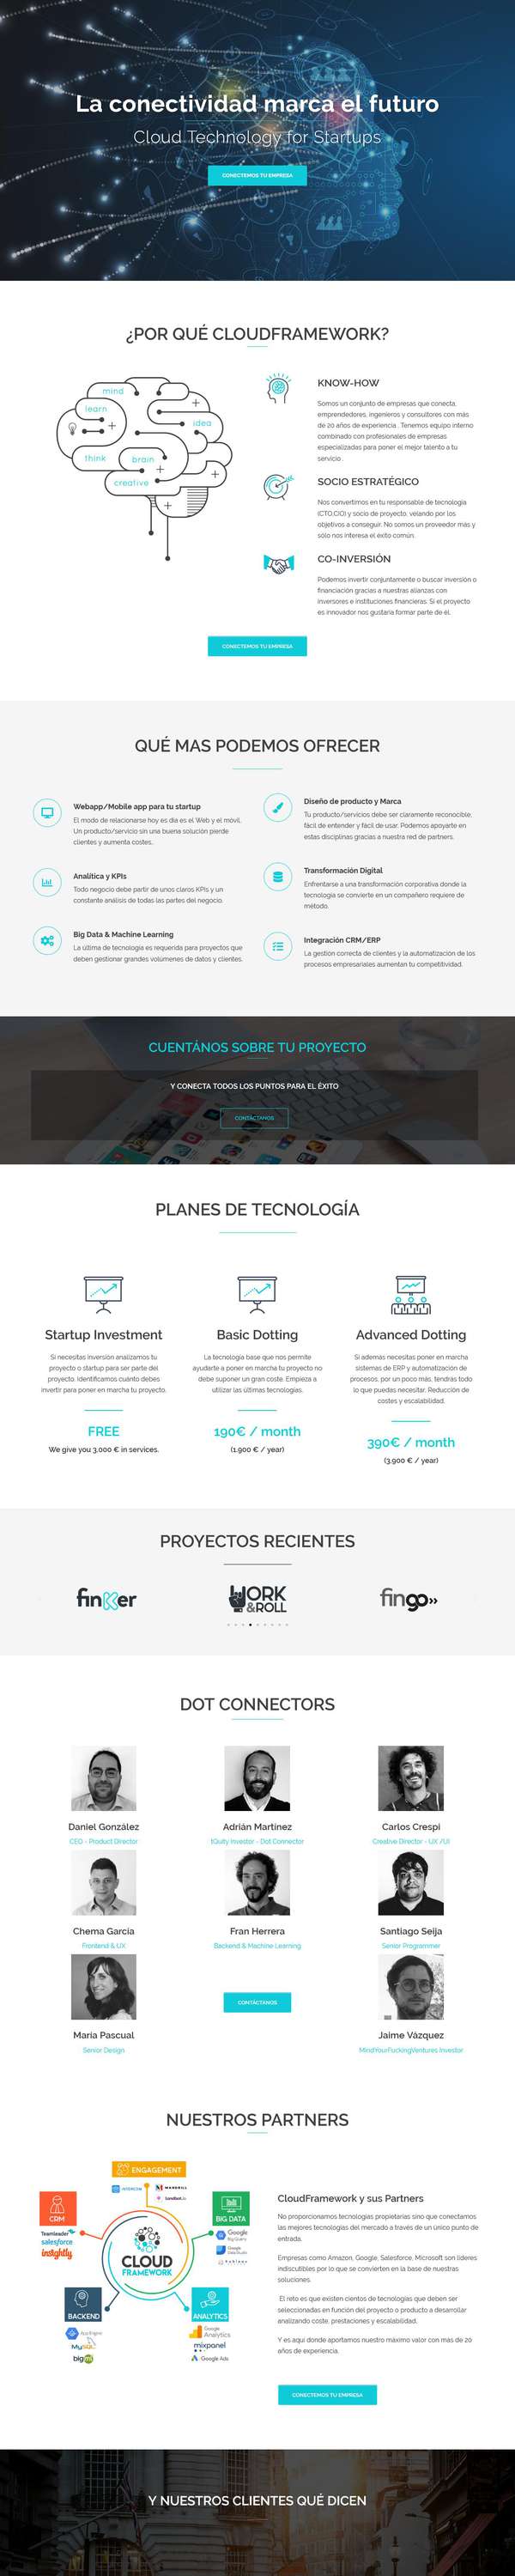 La conectividad marca el futuro
Cloud Technology for Startups
CONECTEMOS TU EMPRESA
¿POR QUÉ CLOUDFRAMEWORK?
mind
learn
idea
think
brain
creative
KNOW-HOW
Somos un conjunto de empresas que conecta,
emprendedores, ingenieros y consultores con más
de 20 años de experiencia . Tenemos equipo interno
combinado con profesionales de empresas
especializadas para poner el mejor talento a tu
servicio .
SOCIO ESTRATÉGICO
Nos convertimos en tu responsable de tecnología
(CTO,CIO) y socio de proyecto, velando por los
objetivos a conseguir. No somos un proveedor más y
sólo nos interesa el éxito común.
CO-INVERSIÓN
Podemos invertir conjuntamente o buscar inversión o
financiación gracias a nuestras alianzas con
inversores e instituciones financieras. Si el proyecto
es innovador nos gustaría formar parte de él.
CONECTEMOS TU EMPRESA
QUÉ MAS PODEMOS OFRECER
Webapp/Mobile app para tu startup
El modo de relacionarse hoy es día es el Web y el móvil.
Un producto/servicio sin una buena solución pierde
clientes y aumenta costes.
Diseño de producto y Marca
Tu producto/servicios debe ser claramente reconocible,
fácil de entender y fácil de usar. Podemos apoyarte en
estas disciplinas gracias a nuestra red de partners.
Analítica y KPIs
Todo negocio debe partir de unos claros KPIs y un
constante análisis de todas las partes del negocio.
Transformación Digital
Enfrentarse a una transformación corporativa donde la
tecnología se convierte en un compañero requiere de
método.
Big Data & Machine Learning
La última de tecnología es requerida para proyectos que
deben gestionar grandes volúmenes de datos y clientes.
Integración CRM/ERP
La gestión correcta de clientes y la automatización de los
procesos empresariales aumentan tu competitividad.
CUENTÁNOS SOBRE TU PROYECTO
Y CONECTA TODOS LOS PUNTOS PARA EL ÉXITO
CONTÁCTANOS
PLANES DE TECNOLOGÍA
Startup Investment
Si necesitas inversión analizamos tu
proyecto o startup para ser parte del
proyecto. Identificamos cuánto debes
invertir para poner en marcha tu proyecto.
FREE
We give you 3.000 € in services.
Basic Dotting
La tecnología base que nos permite
ayudarte a poner en marcha tu proyecto no
debe suponer un gran coste. Empieza a
utilizar las últimas tecnologías.
190€ / month
(1.900 € / year)
Advanced Dotting
Si además necesitas poner en marcha
sistemas de ERP y automatización de
procesos, por un poco más, tendrás todo
lo que puedas necesitar. Reducción de
costes y escalabilidad.
390€ / month
(3.900 € / year)
PROYECTOS RECIENTES
finker
WORK
&ROLL
fingo
DOT CONNECTORS
Daniel González
CEO - Product Director
Adrián Martínez
EQuity Investor - Dot Connector
Carlos Crespi
Creative Director - UX /UI
Chema García
Frontend & UX
Fran Herrera
Backend & Machine Learning
Santiago Seija
Senior Programmer
María Pascual
Senior Design
CONTÁCTANOS
Jaime Vázquez
MindYourFuckingVentures Investor
NUESTROS PARTNERS
ENGAGEMENT
INTERCOM
MANDRILL
CRM
Teamleader
salesforce
insightly
BIG DATA
Google
Big Query
Google
Data Studio
CLOUD
FRAMEWORK
BACKEND
App Engine
MySQL
bigml
ANALYTICS
Google
Analytics
mixpanel
Google Ads
CloudFramework y sus Partners
No proporcionamos tecnologías propietarias sino que conectamos
las mejores tecnologías del mercado a través de un único punto de
entrada.
Empresas como Amazon, Google, Salesforce, Microsoft son líderes
indiscutibles por lo que se convierten en la base de nuestras
soluciones.
El reto es que existen cientos de tecnologías que deben ser
seleccionadas en función del proyecto o producto a desarrollar
analizando coste, prestaciones y escalabilidad.
Y es aquí donde aportamos nuestro máximo valor con más de 20
años de experiencia.
CONECTEMOS TU EMPRESA
Y NUESTROS CLIENTES QUÉ DICEN